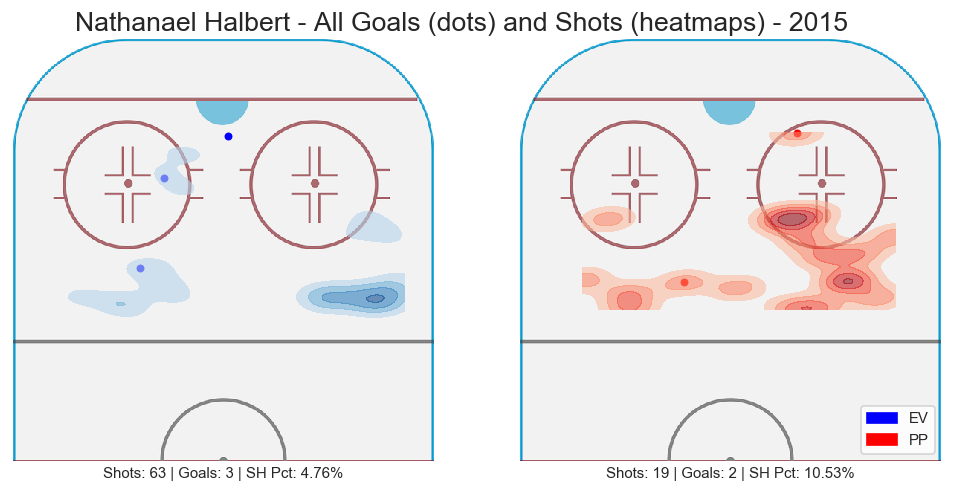 Nathanael Halbert - All Goals (dots) and Shots (heatmaps) - 2015
EV
PP
Shots: 63 | Goals: 3 | SH Pct: 4.76%
Shots: 19 | Goals: 2 | SH Pct: 10.53%